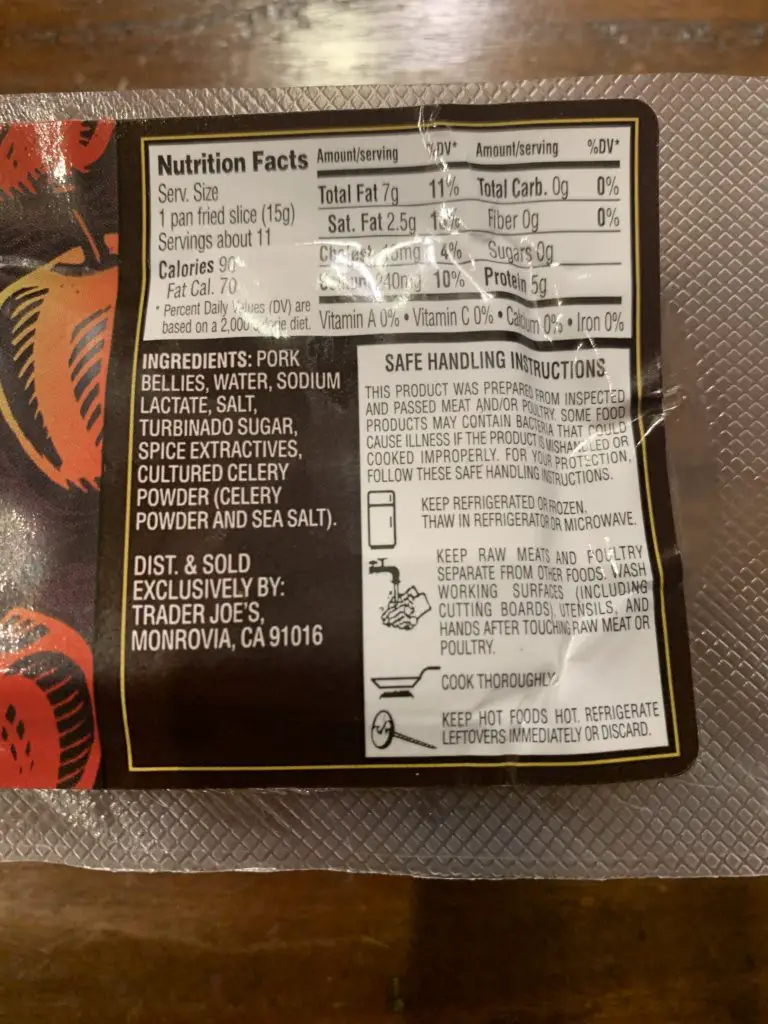 Nutrition Facts
Serv. Size
1 pan fried slice (15g)
Servings about 11
Calories 90
Fat Cal. 70
* Percent Daily Values (DV) are
based on a 2,000 calorie diet.
Amount/serving %DV* Amount/serving %DV*
Total Fat 7g 11% Total Carb. 0g 0%
Sat. Fat 2.5g Fiber 0g 0%
Cholest. 4% Sugars 0g
Sodium 240mg 10% Protein 5g
Vitamin A 0% • Vitamin C 0% • Calcium 0% • Iron 0%
INGREDIENTS: PORK
BELLIES, WATER, SODIUM
LACTATE, SALT,
TURBINADO SUGAR,
SPICE EXTRACTIVES,
CULTURED CELERY
POWDER (CELERY
POWDER AND SEA SALT).
DIST. & SOLD
EXCLUSIVELY BY:
TRADER JOE'S,
MONROVIA, CA 91016
SAFE HANDLING INSTRUCTIONS
THIS PRODUCT WAS PREPARED FROM INSPECTED
AND PASSED MEAT AND/OR POULTRY. SOME FOOD
PRODUCTS MAY CONTAIN BACTERIA THAT COULD
CAUSE ILLNESS IF THE PRODUCT IS MISHANDLED OR
COOKED IMPROPERLY. FOR YOUR PROTECTION,
FOLLOW THESE SAFE HANDLING INSTRUCTIONS.
KEEP REFRIGERATED OR FROZEN.
THAW IN REFRIGERATOR OR MICROWAVE.
KEEP RAW MEATS AND POULTRY
SEPARATE FROM OTHER FOODS. WASH
WORKING SURFACES (INCLUDING
CUTTING BOARDS), UTENSILS, AND
HANDS AFTER TOUCHING RAW MEAT OR
POULTRY.
COOK THOROUGHLY.
KEEP HOT FOODS HOT. REFRIGERATE
LEFTOVERS IMMEDIATELY OR DISCARD.